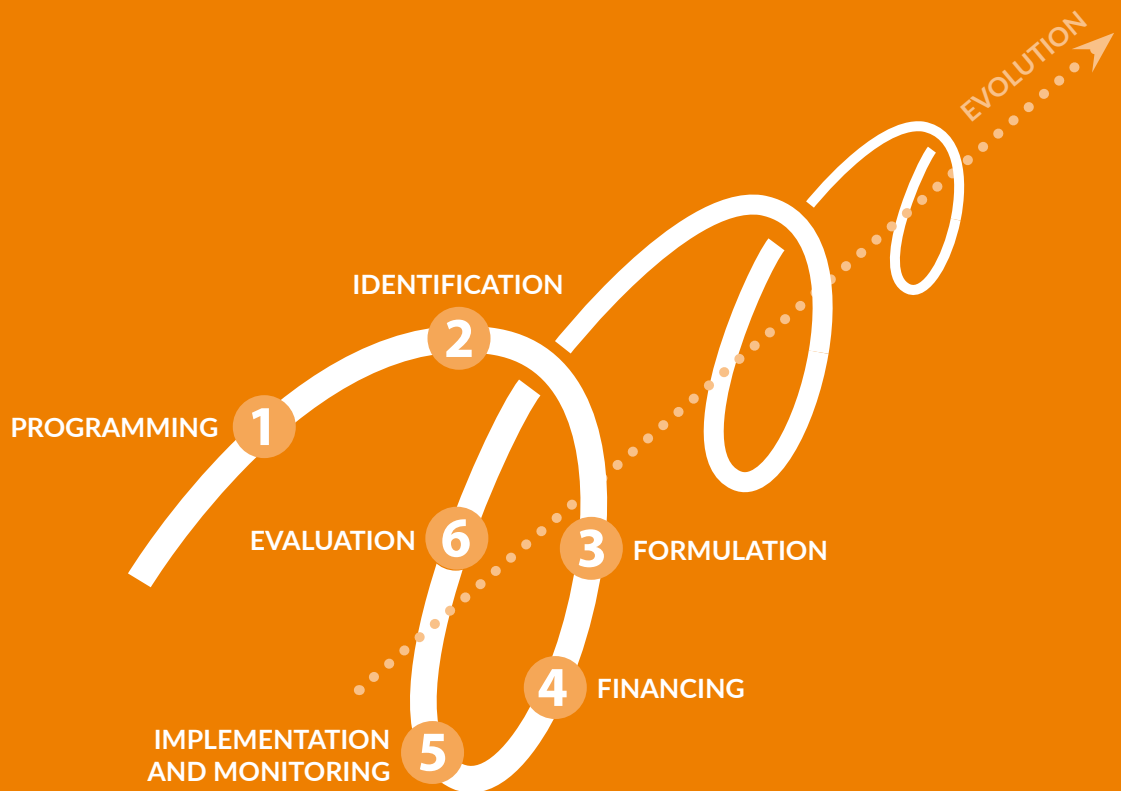 EVOLUTION
IDENTIFICATION
2
PROGRAMMING 1
EVALUATION 6
3 FORMULATION
4 FINANCING
IMPLEMENTATION
AND MONITORING
5